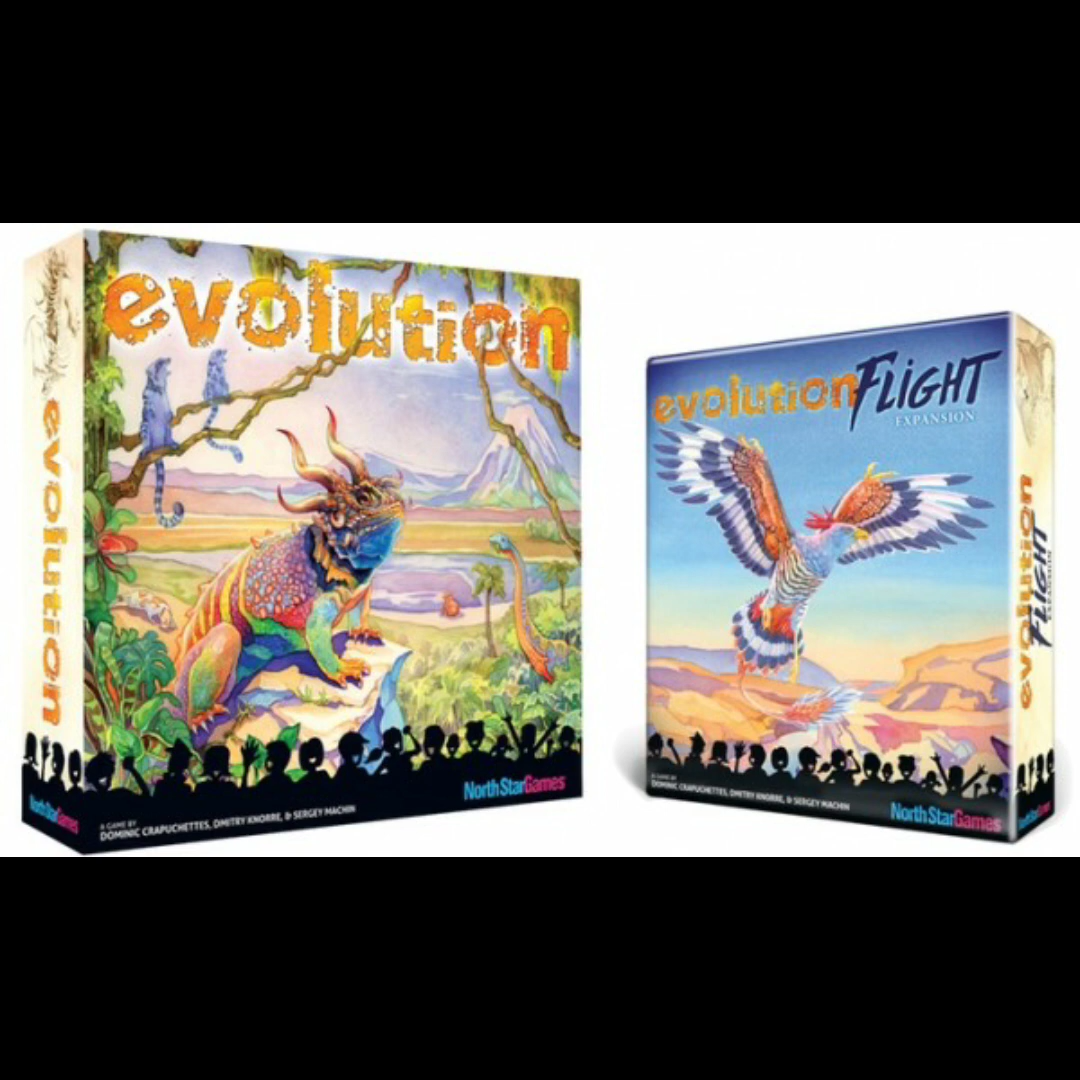 evolution
evolution
NorthStarGames
NorthStarGames
A GAME BY
DOMINIC CRAPUCHETTES, DMITRY KNORRE, & SERGEY MACHIN
evolution FLIGHT
EXPANSION
evolution
FLIGHT
EXPANSION
A GAME BY
DOMINIC CRAPUCHETTES, DMITRY KNORRE, & SERGEY MACHIN
NorthStarGames
NorthStarGames